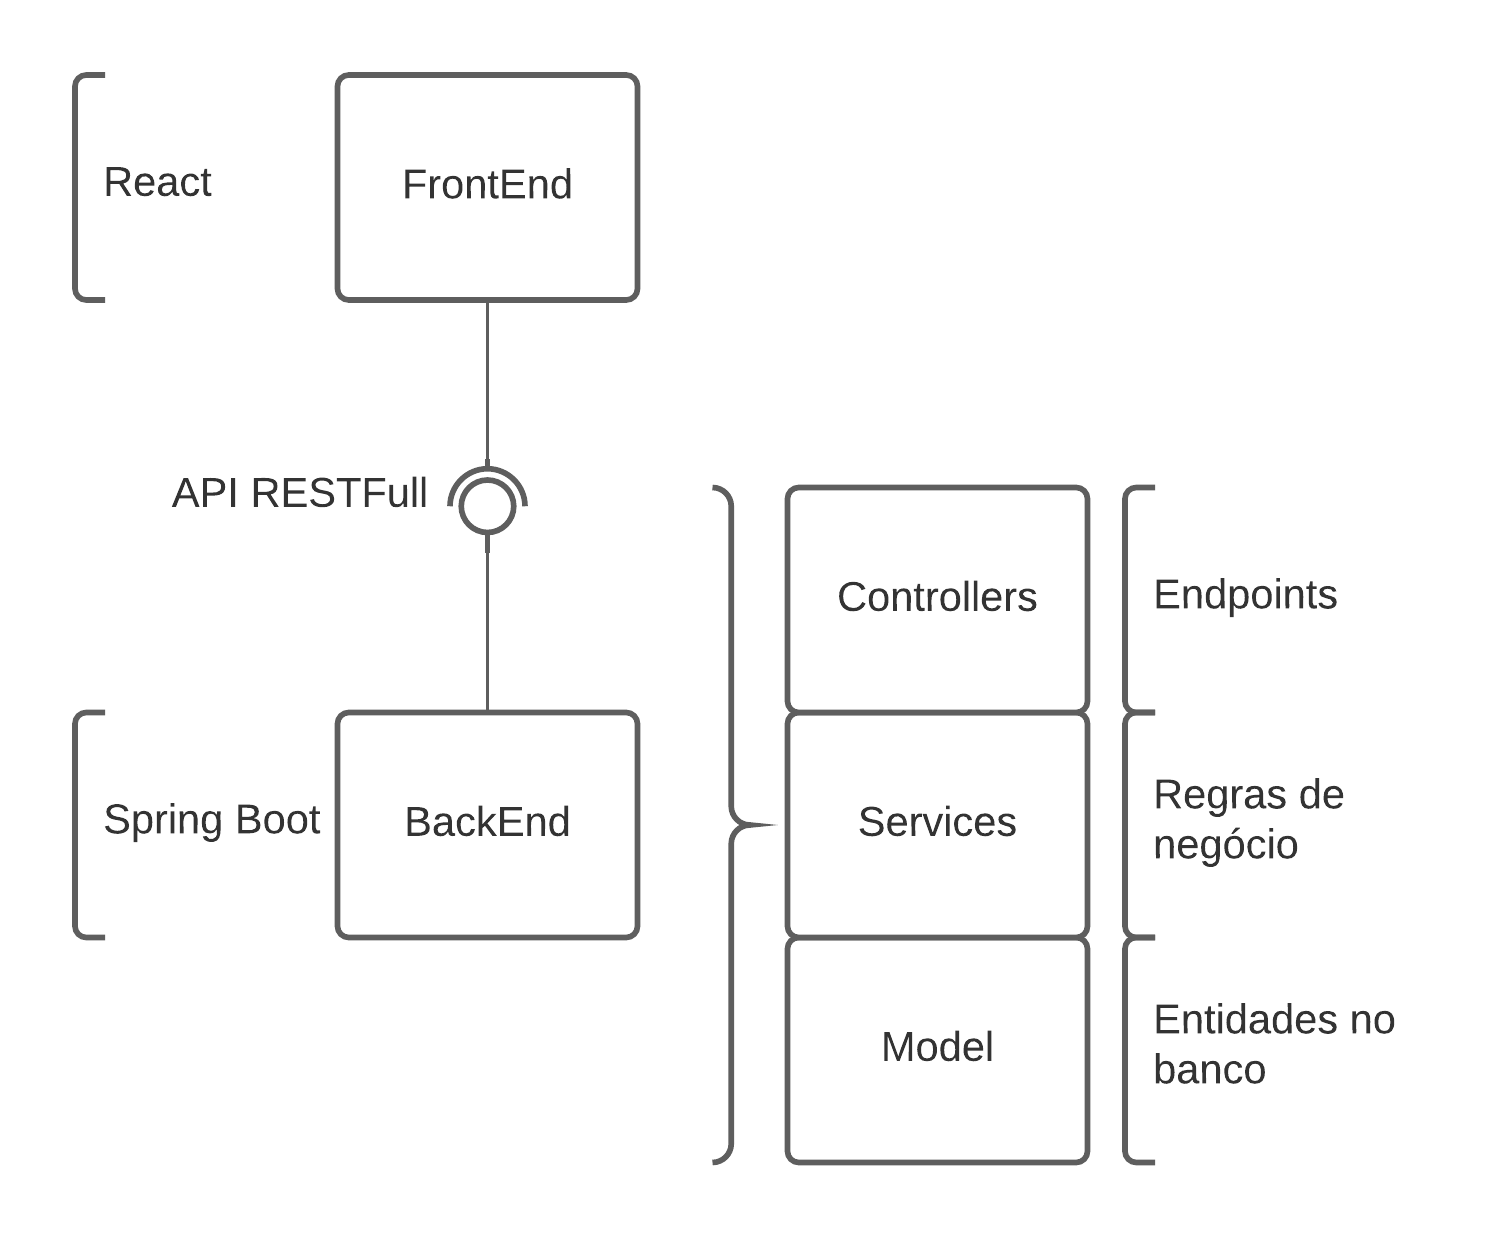 React
FrontEnd
API RESTFull
Spring Boot
BackEnd
Controllers
Endpoints
Services
Regras de
negócio
Model
Entidades no
banco